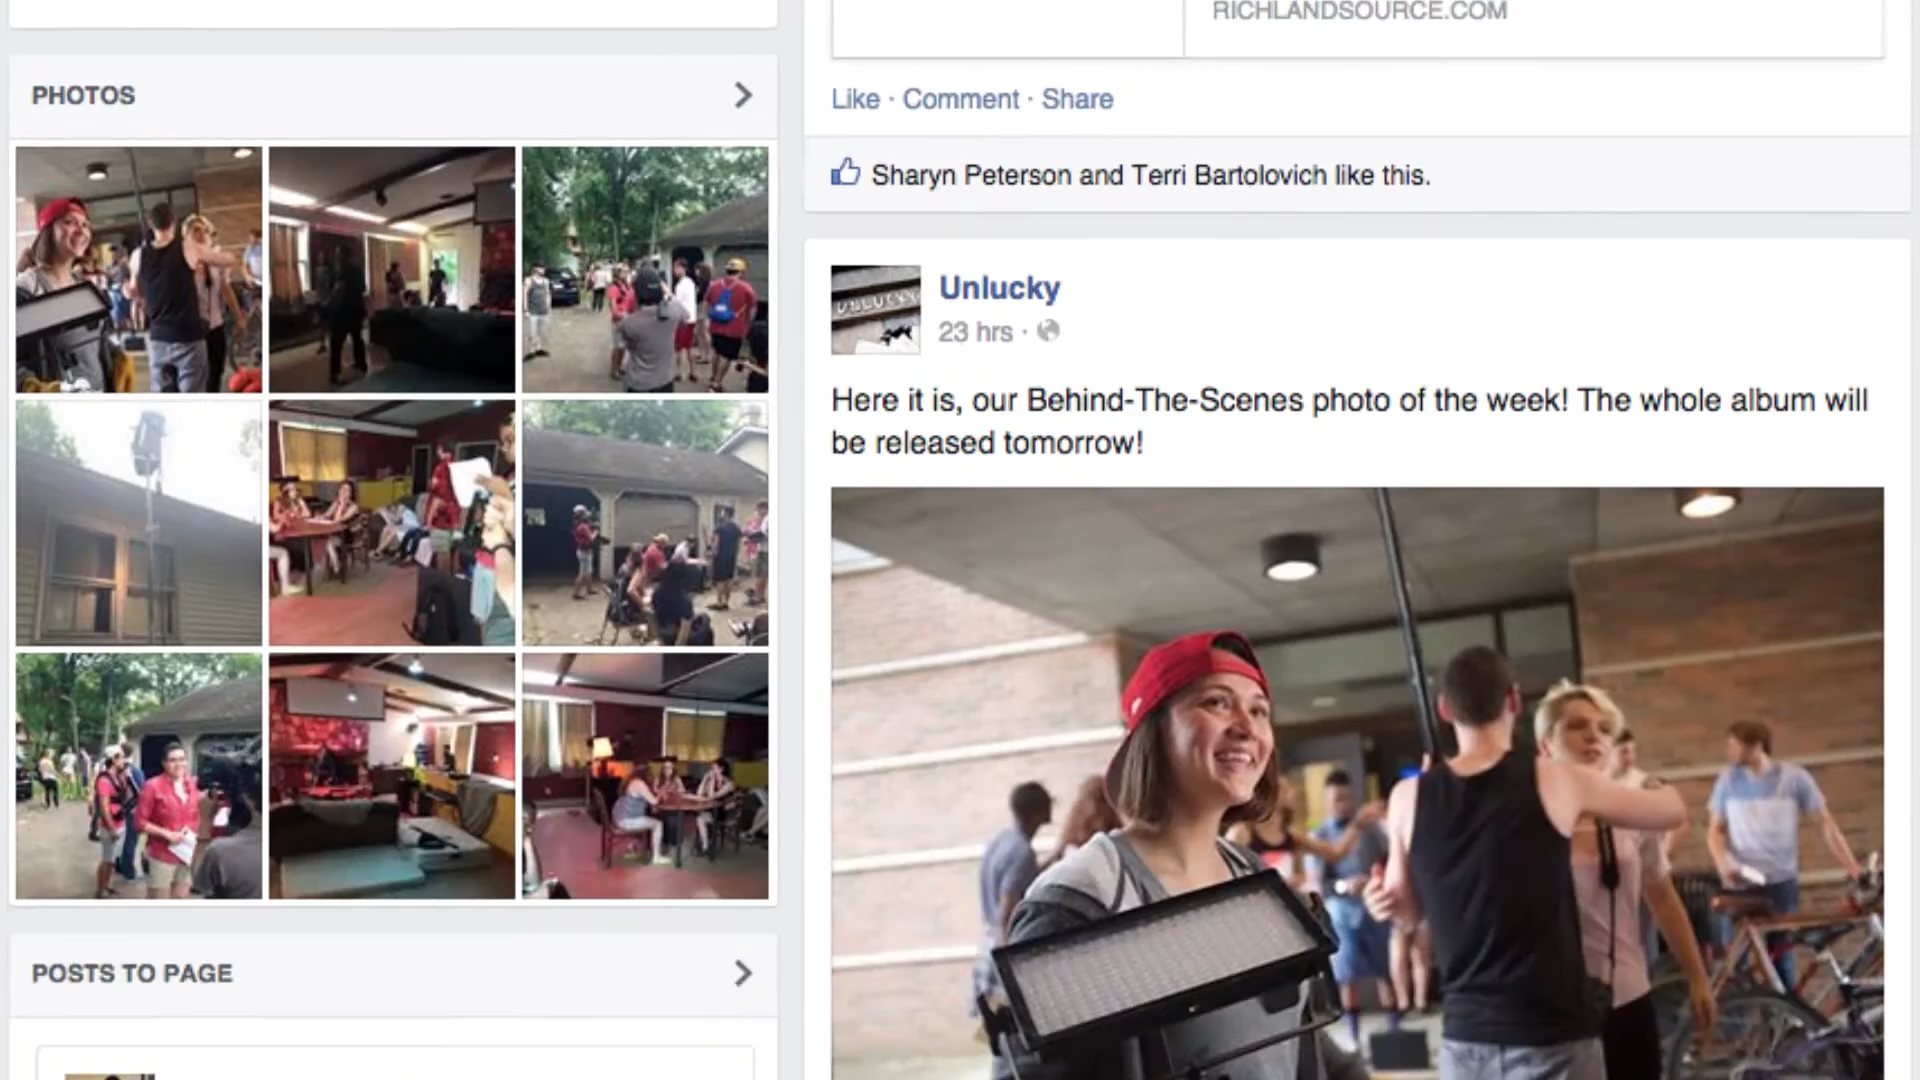 RICHLANDSOURCE.COM
PHOTOS
Like · Comment · Share
Sharyn Peterson and Terri Bartolovich like this.
UNLUCKY
Unlucky
23 hrs ·
Here it is, our Behind-The-Scenes photo of the week! The whole album will
be released tomorrow!
POSTS TO PAGE